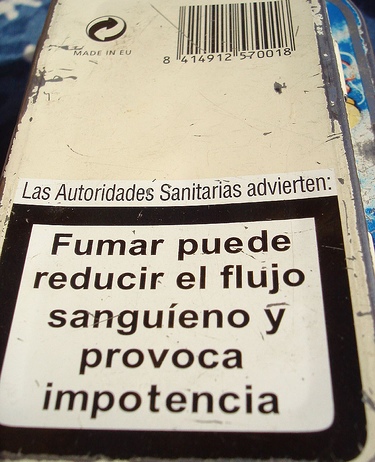 MADE IN EU
8 414912 570018
Las Autoridades Sanitarias advierten:
Fumar puede
reducir el flujo
sanguíeno y
provoca
impotencia